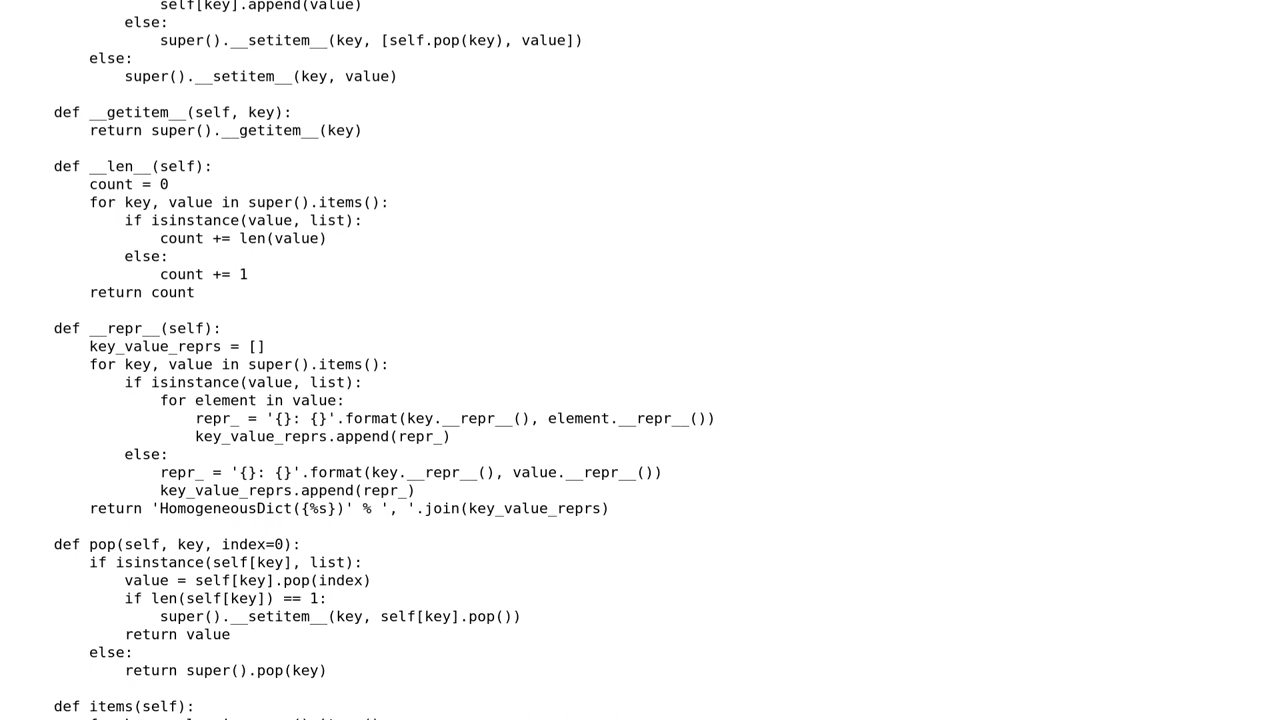 self[key].append(value)
            else:
                super().__setitem__(key, [self.pop(key), value])
        else:
            super().__setitem__(key, value)

    def __getitem__(self, key):
        return super().__getitem__(key)

    def __len__(self):
        count = 0
        for key, value in super().items():
            if isinstance(value, list):
                count += len(value)
            else:
                count += 1
        return count

    def __repr__(self):
        key_value_reprs = []
        for key, value in super().items():
            if isinstance(value, list):
                for element in value:
                    repr_ = '{}: {}'.format(key.__repr__(), element.__repr__())
                    key_value_reprs.append(repr_)
            else:
                repr_ = '{}: {}'.format(key.__repr__(), value.__repr__())
                key_value_reprs.append(repr_)
        return 'HomogeneousDict({%s})' % ', '.join(key_value_reprs)

    def pop(self, key, index=0):
        if isinstance(self[key], list):
            value = self[key].pop(index)
            if len(self[key]) == 1:
                super().__setitem__(key, self[key].pop())
            return value
        else:
            return super().pop(key)

    def items(self):